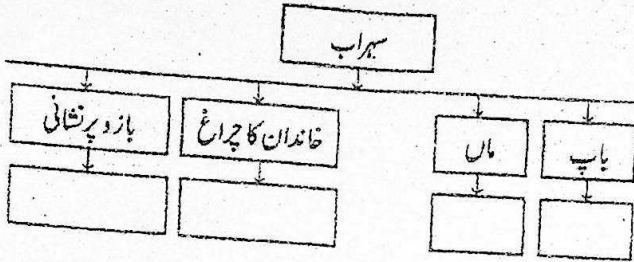 سہراب
باپ
ماں
خاندان کا چراغ
بازو پر نشانی